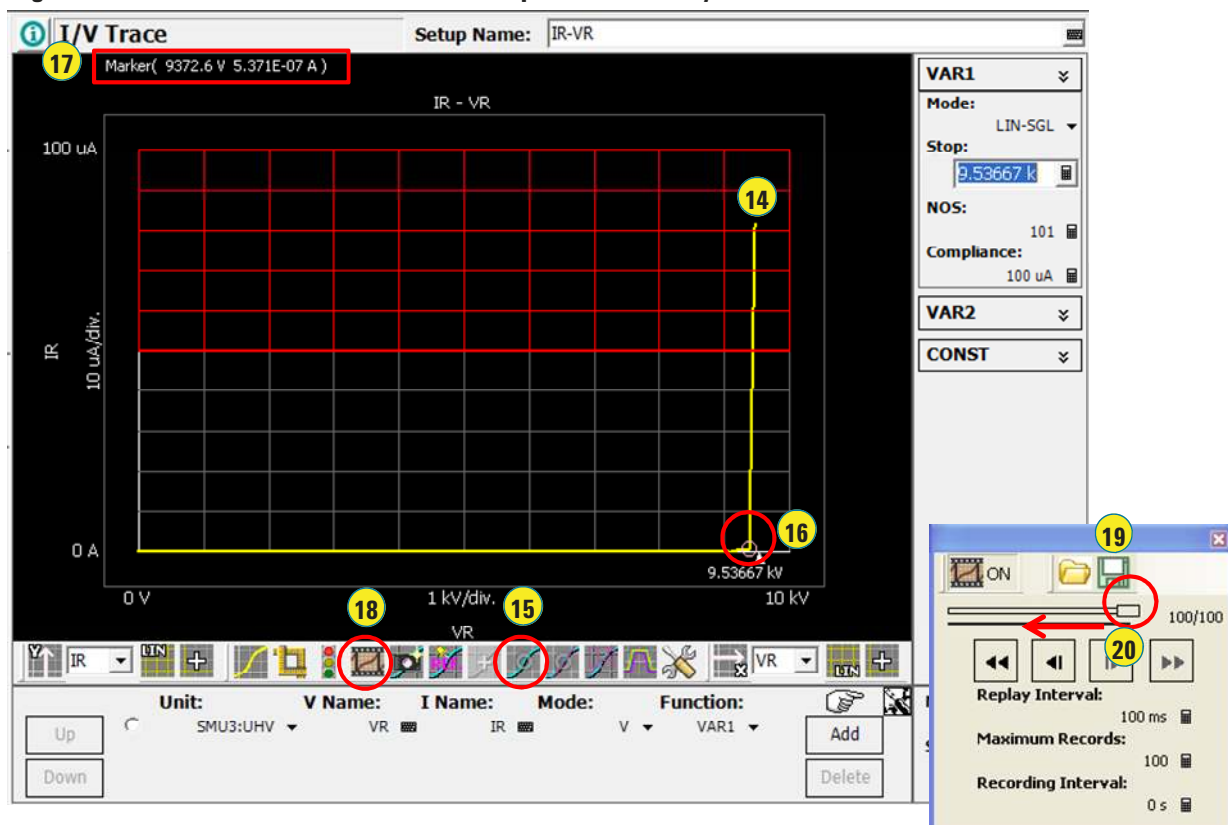 I/V Trace
Setup Name: IR-VR
17
Marker( 9372.6 V 5.371E-07 A )
IR - VR
100 uA
IR
10 uA/div.
0 A
14
16
9.53667 kV
0 V
18
1 kV/div.
15
10 kV
VR
VAR1
Mode:
LIN-SGL
Stop:
9.53667 k
NOS:
101
Compliance:
100 uA
VAR2
CONST
Y
IR
LIN
X
VR
LIN
Up
Down
Unit: V Name: I Name: Mode: Function:
SMU3:UHV VR IR V VAR1
Add
Delete
19
ON
100/100
20
Replay Interval:
100 ms
Maximum Records:
100
Recording Interval:
0 s